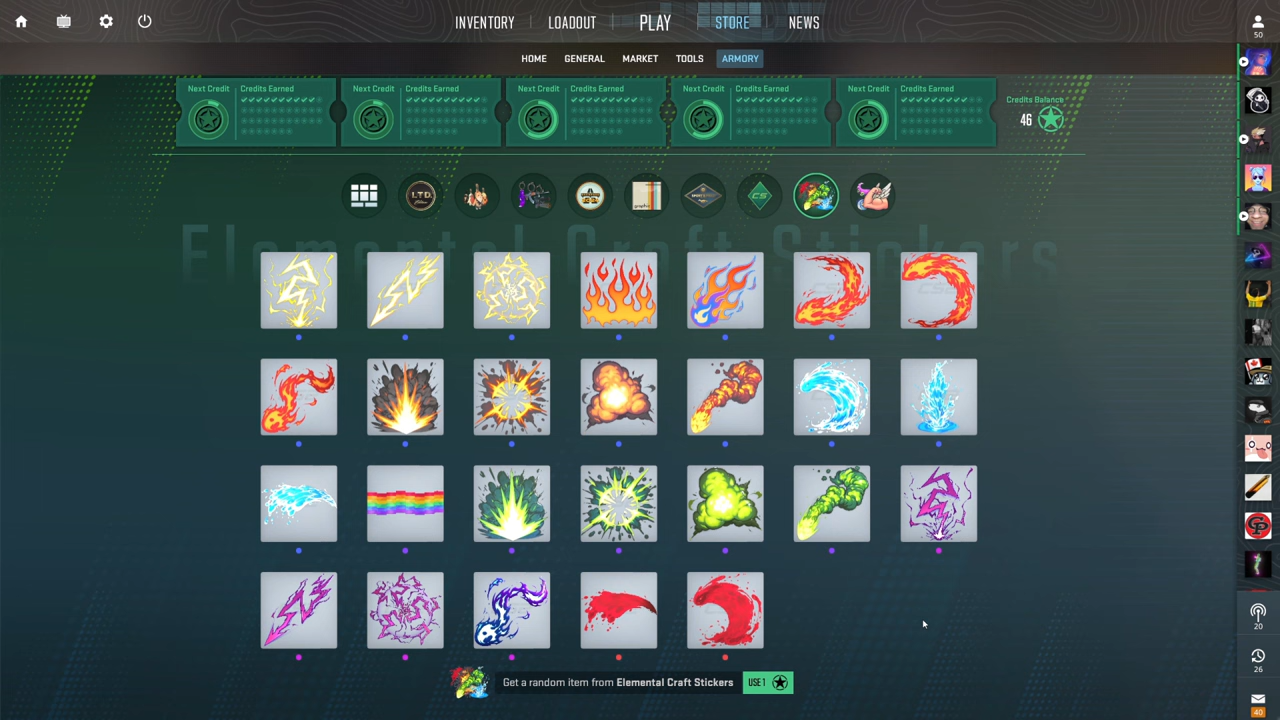 INVENTORY
LOADOUT
PLAY
STORE
NEWS
50
HOME
GENERAL
MARKET
TOOLS
ARMORY
Next Credit
Credits Earned
Next Credit
Credits Earned
Next Credit
Credits Earned
Next Credit
Credits Earned
Next Credit
Credits Earned
Credits Balance
46
L.T.D.
graphic
CS
Elemental Craft Stickers
Get a random item from Elemental Craft Stickers
USE 1
20
26
40